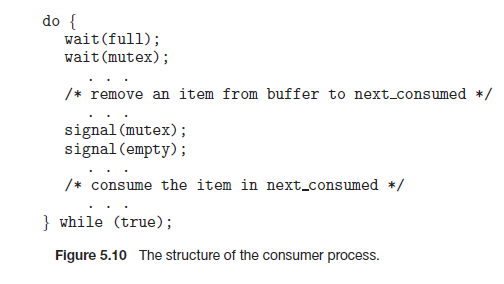 do {
wait(full);
wait(mutex);
. . .
/* remove an item from buffer to next_consumed */
. . .
signal(mutex);
signal(empty);
. . .
/* consume the item in next_consumed */
. . .
} while (true);
Figure 5.10 The structure of the consumer process.